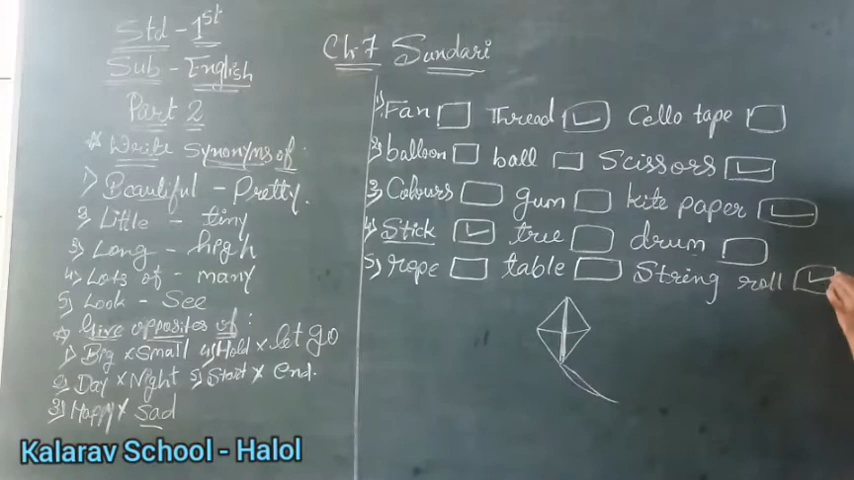 Std - 1st
Sub - English
Part 2
* Write synonyms of :
1) Beautiful - Pretty.
2) Little - tiny
3) Long - high
4) Lots of - many
5) Look - See
* Give opposites of :
1) Big × Small 4) Hold × let go
2) Day × Night 5) Start × End.
3) Happy × Sad
Ch-7 Sundari
1) Fan Thread ✓ Cello tape
2) balloon ball Scissors ✓
3) Colours gum kite paper ✓
4) Stick ✓ true drum
5) rope table String roll ✓
Kalarav School - Halol